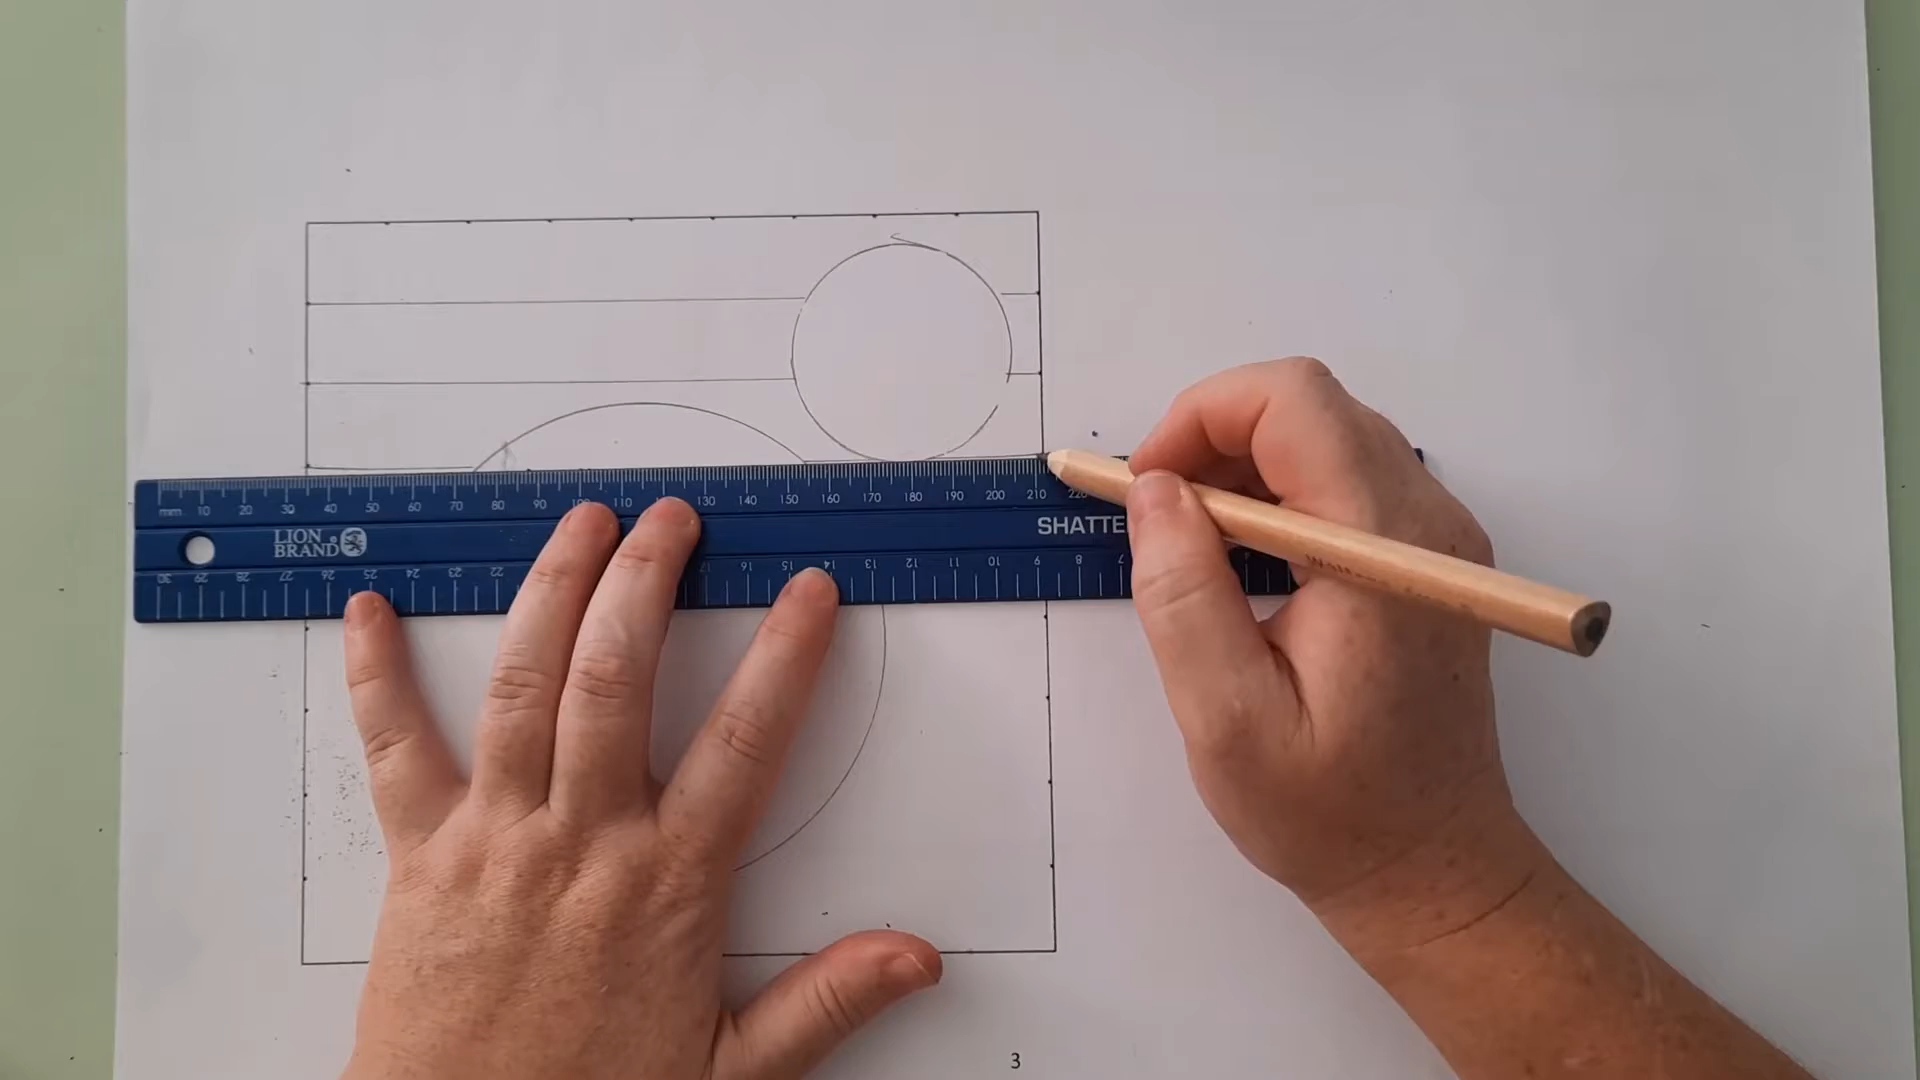 mm 10 20 30 40 50 60 70 80 90 110 130 140 150 160 170 180 190 200 210
LION
BRAND
SHATTE
30 29 28 27 26 25 24 23 22 17 16 15 14 13 12 11 10 9 8 7
3